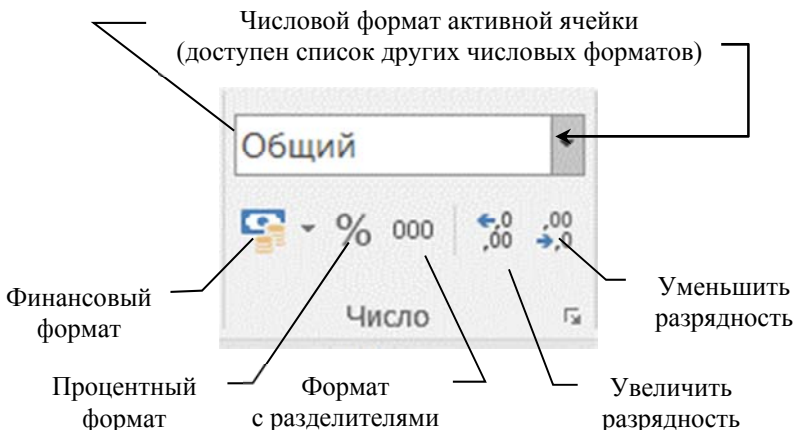 Числовой формат активной ячейки
(доступен список других числовых форматов)
Общий
% 000 ,0 ,00 ,00 ,0
Число
Финансовый
формат
Уменьшить
разрядность
Процентный
формат
Формат
с разделителями
Увеличить
разрядность